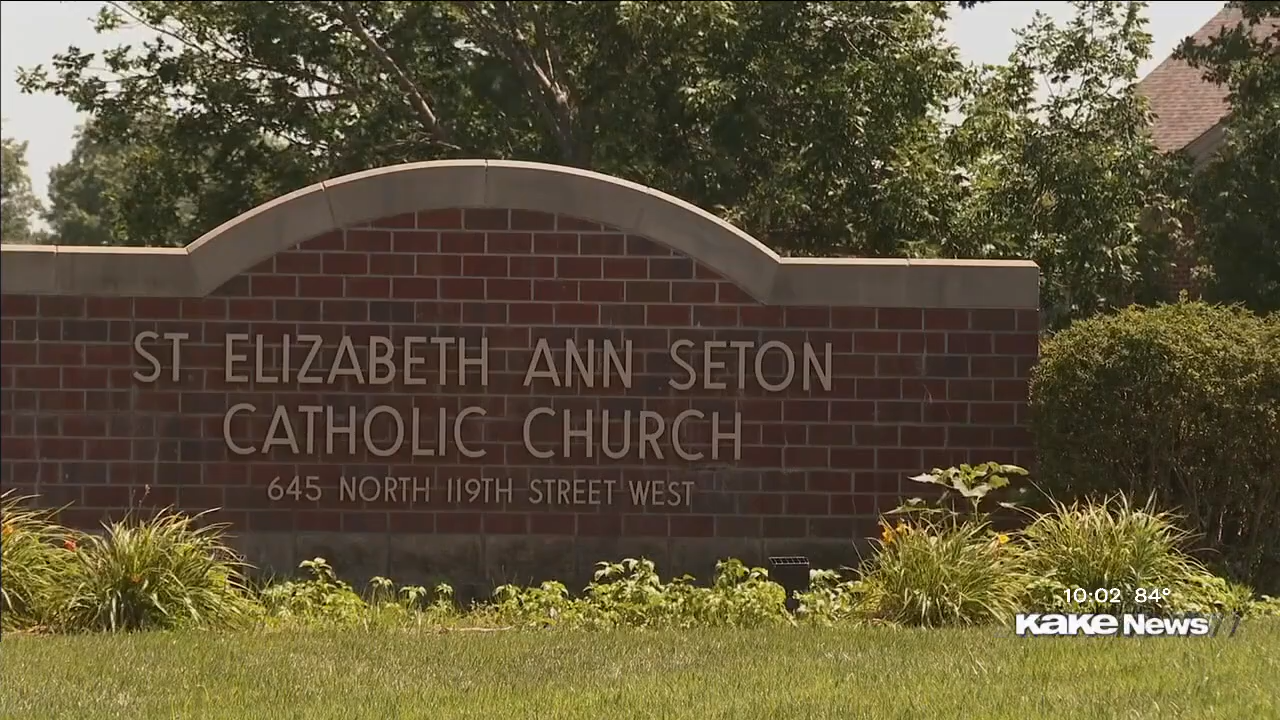 ST ELIZABETH ANN SETON
CATHOLIC CHURCH
645 NORTH 119TH STREET WEST
10:02 84°
KAKE NEWS